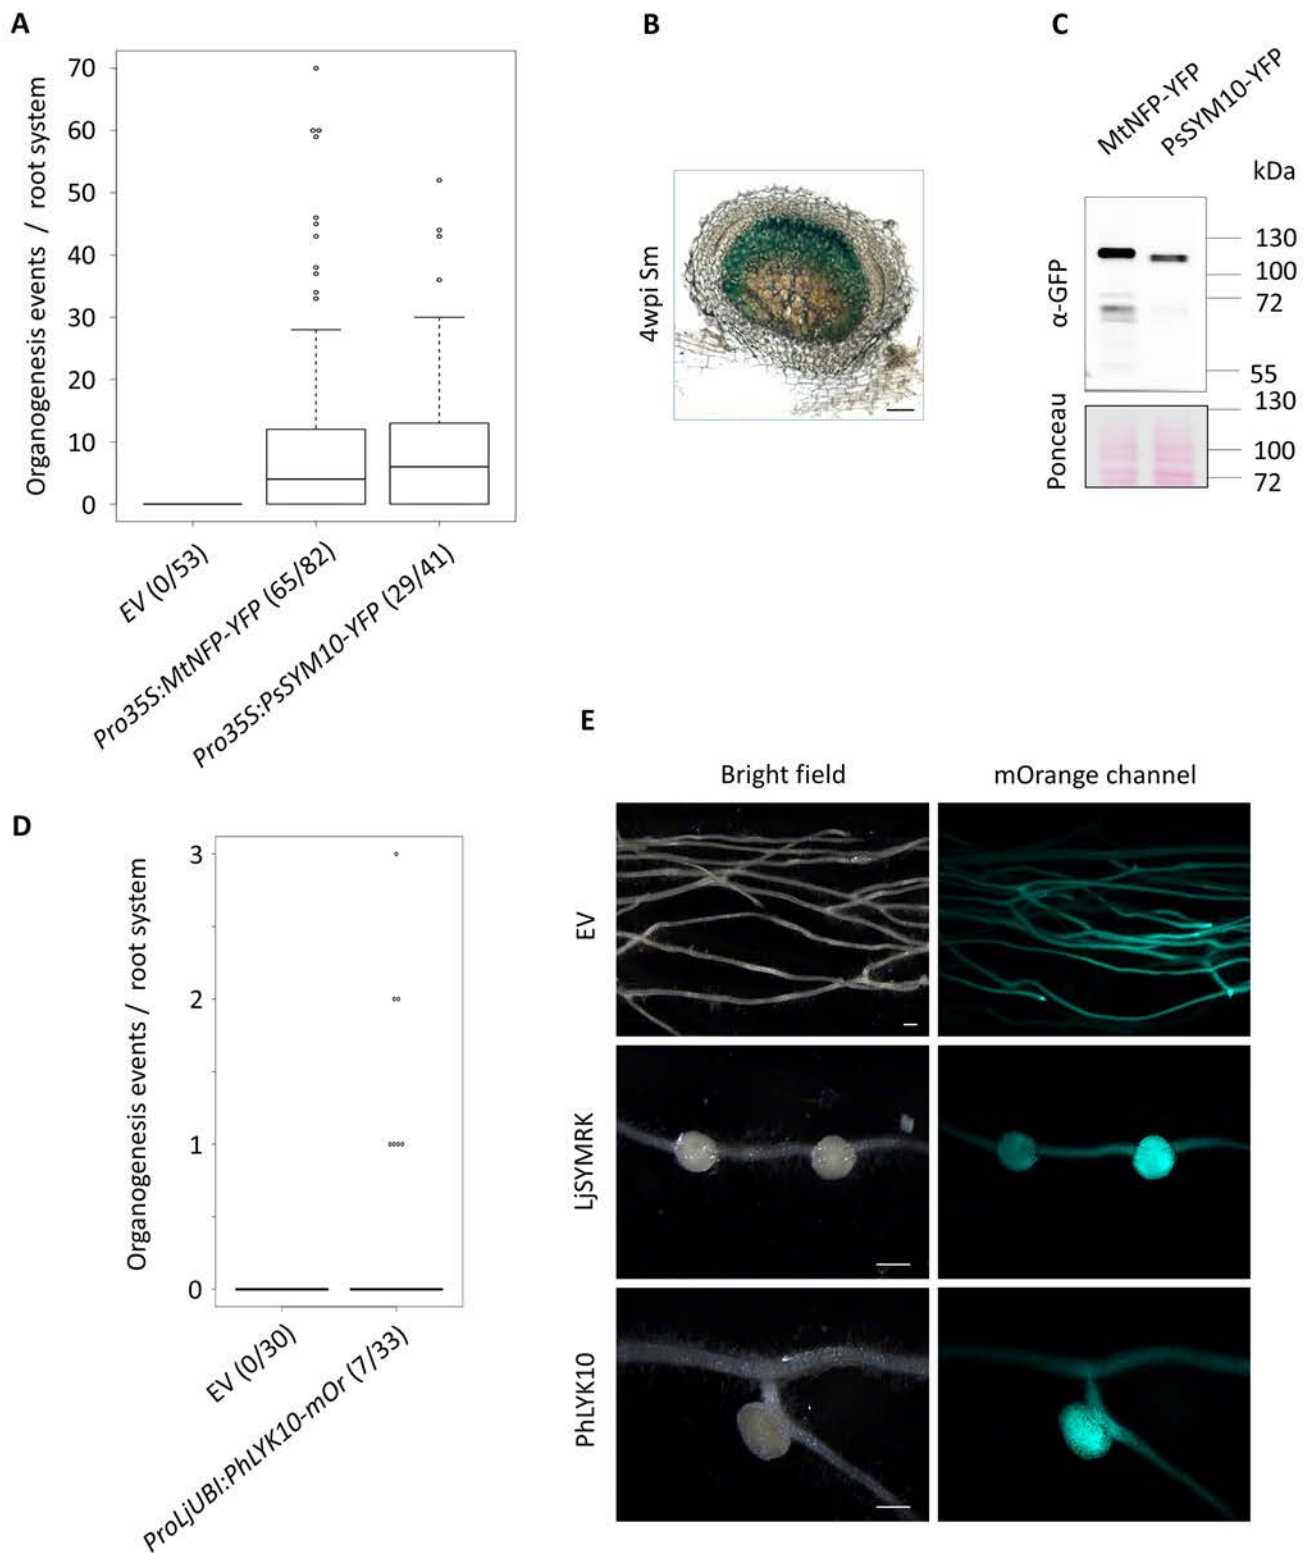 A
Organogenesis events / root system
70
60
50
40
30
20
10
0
EV (0/53)
Pro35S:MtNFP-YFP (65/82)
Pro35S:PsSYM10-YFP (29/41)
B
4wpi Sm
C
MtNFP-YFP
PsSYM10-YFP
kDa
α-GFP
130
100
72
55
Ponceau
130
100
72
D
Organogenesis events / root system
3
2
1
0
EV (0/30)
ProLjUBI:PhLYK10-mOr (7/33)
E
Bright field
mOrange channel
EV
LjSYMRK
PhLYK10